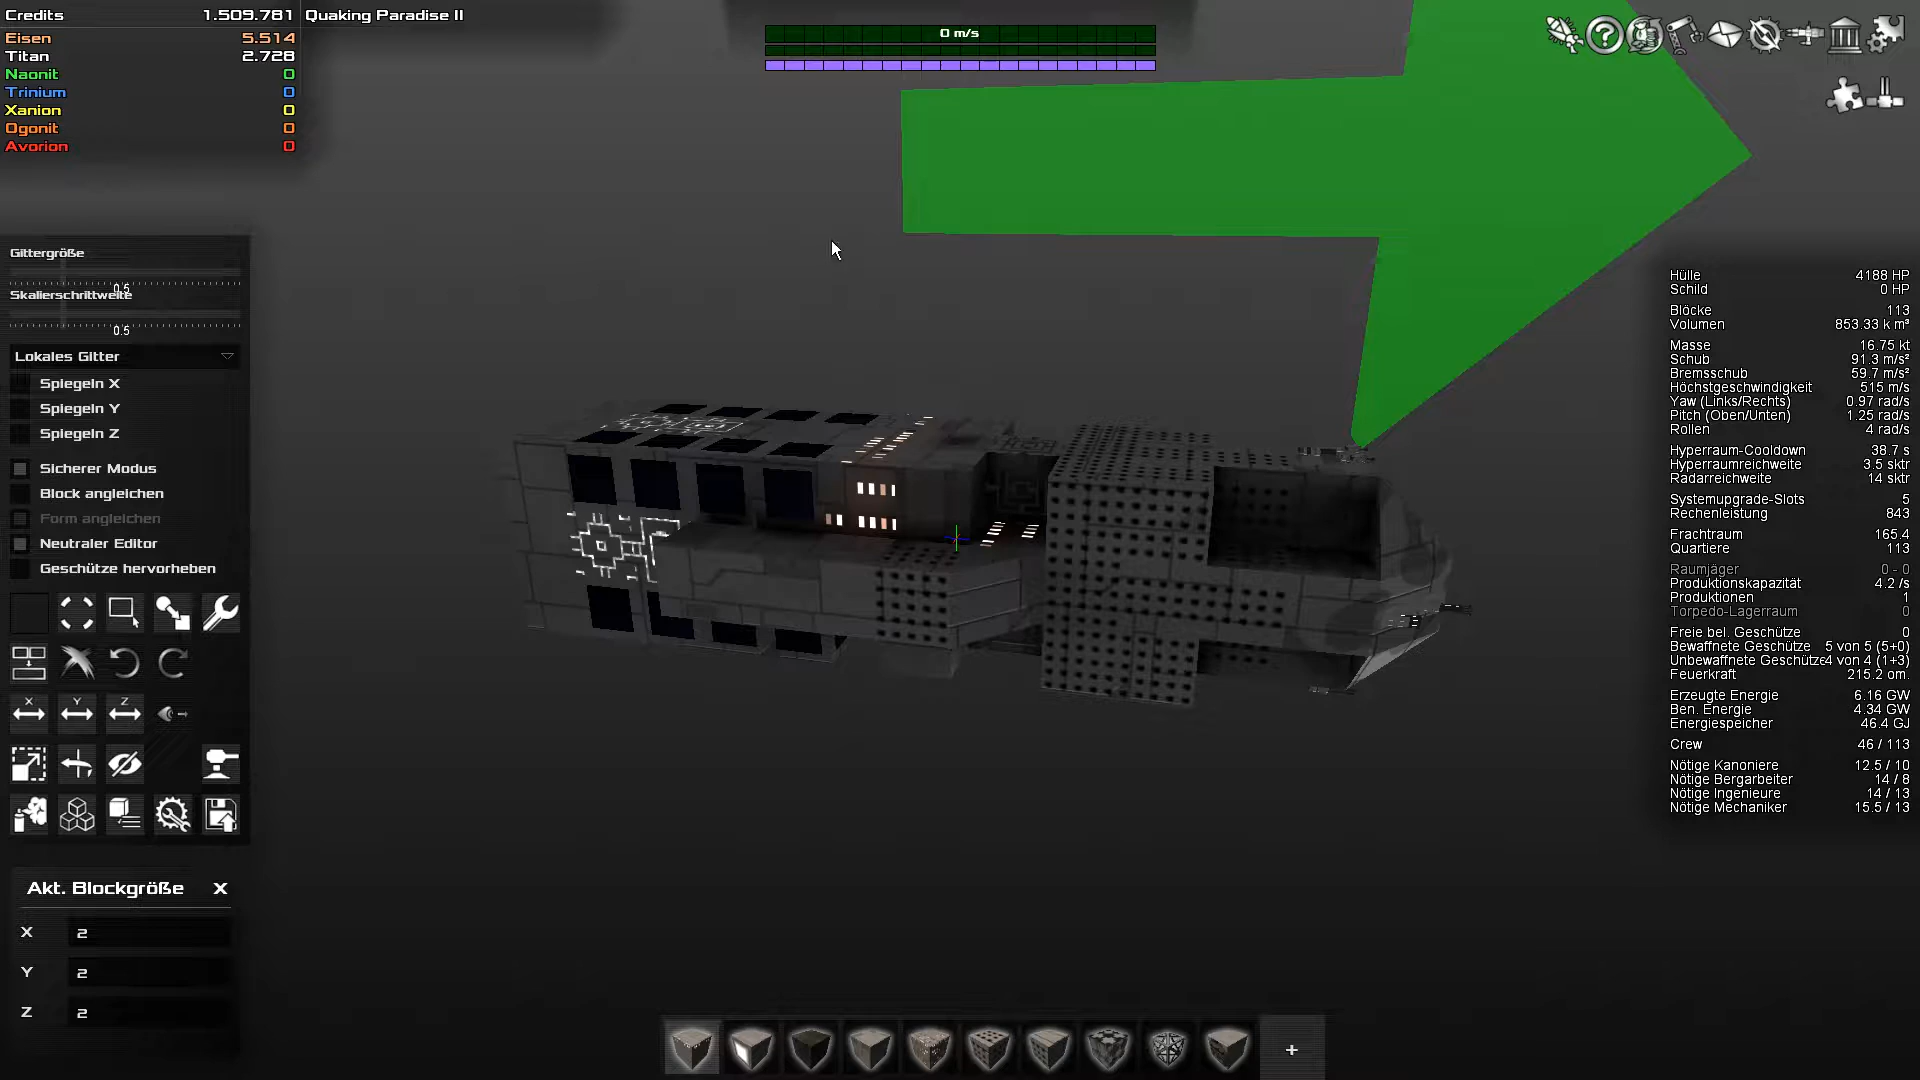 Credits 1.509.781
Quaking Paradise II
Eisen 5.514
Titan 2.728
Naonit 0
Trinium 0
Xanion 0
Ogonit 0
Avorion 0
0 m/s
Gittergröße
0.5
Skalierschrittweite
0.5
Lokales Gitter
Spiegeln X
Spiegeln Y
Spiegeln Z
Sicherer Modus
Block angleichen
Form angleichen
Neutraler Editor
Geschütze hervorheben
X Y Z
Akt. Blockgröße X
X 2
Y 2
Z 2
+
Hülle 4188 HP
Schild 0 HP
Blöcke 113
Volumen 853.33 k m³
Masse 16.75 kt
Schub 91.3 m/s²
Bremsschub 59.7 m/s²
Höchstgeschwindigkeit 515 m/s
Yaw (Links/Rechts) 0.97 rad/s
Pitch (Oben/Unten) 1.25 rad/s
Rollen 4 rad/s
Hyperraum-Cooldown 38.7 s
Hyperraumreichweite 3.5 sktr
Radarreichweite 14 sktr
Systemupgrade-Slots 5
Rechenleistung 843
Frachtraum 165.4
Quartiere 113
Raumjäger 0 - 0
Produktionskapazität 4.2 /s
Produktionen 1
Torpedo-Lagerraum 0
Freie bel. Geschütze 0
Bewaffnete Geschütze 5 von 5 (5+0)
Unbewaffnete Geschütze 4 von 4 (1+3)
Feuerkraft 215.2 om.
Erzeugte Energie 6.16 GW
Ben. Energie 4.34 GW
Energiespeicher 46.4 GJ
Crew 46 / 113
Nötige Kanoniere 12.5 / 10
Nötige Bergarbeiter 14 / 8
Nötige Ingenieure 14 / 13
Nötige Mechaniker 15.5 / 13